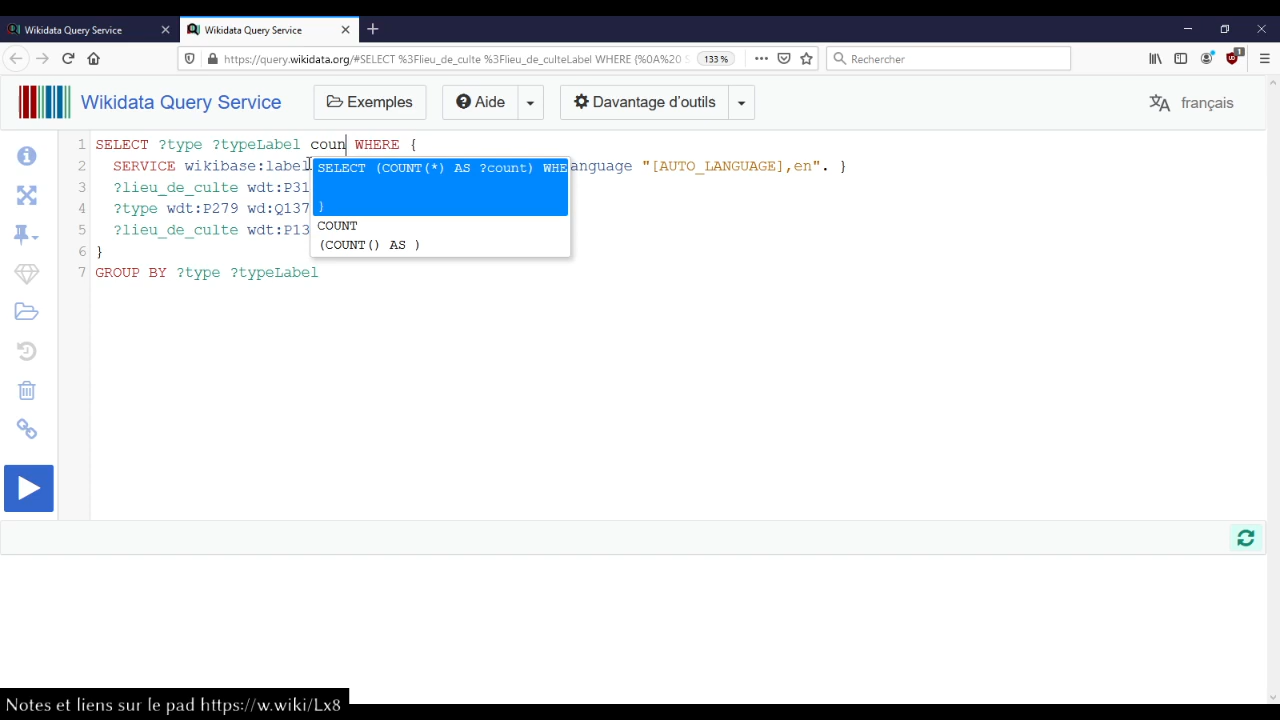 Wikidata Query Service
Wikidata Query Service
https://query.wikidata.org/#SELECT %3Flieu_de_culte %3Flieu_de_culteLabel WHERE {%0A%20 S
133 %
Rechercher
1
Wikidata Query Service
Exemples
Aide
Davantage d'outils
français
1 SELECT ?type ?typeLabel coun WHERE {
2 SERVICE wikibase:label anguage "[AUTO_LANGUAGE],en". }
3 ?lieu_de_culte wdt:P31
4 ?type wdt:P279 wd:Q137
5 ?lieu_de_culte wdt:P13
6 }
7 GROUP BY ?type ?typeLabel
SELECT (COUNT(*) AS ?count) WHE
}
COUNT
(COUNT() AS )
Notes et liens sur le pad https://w.wiki/Lx8